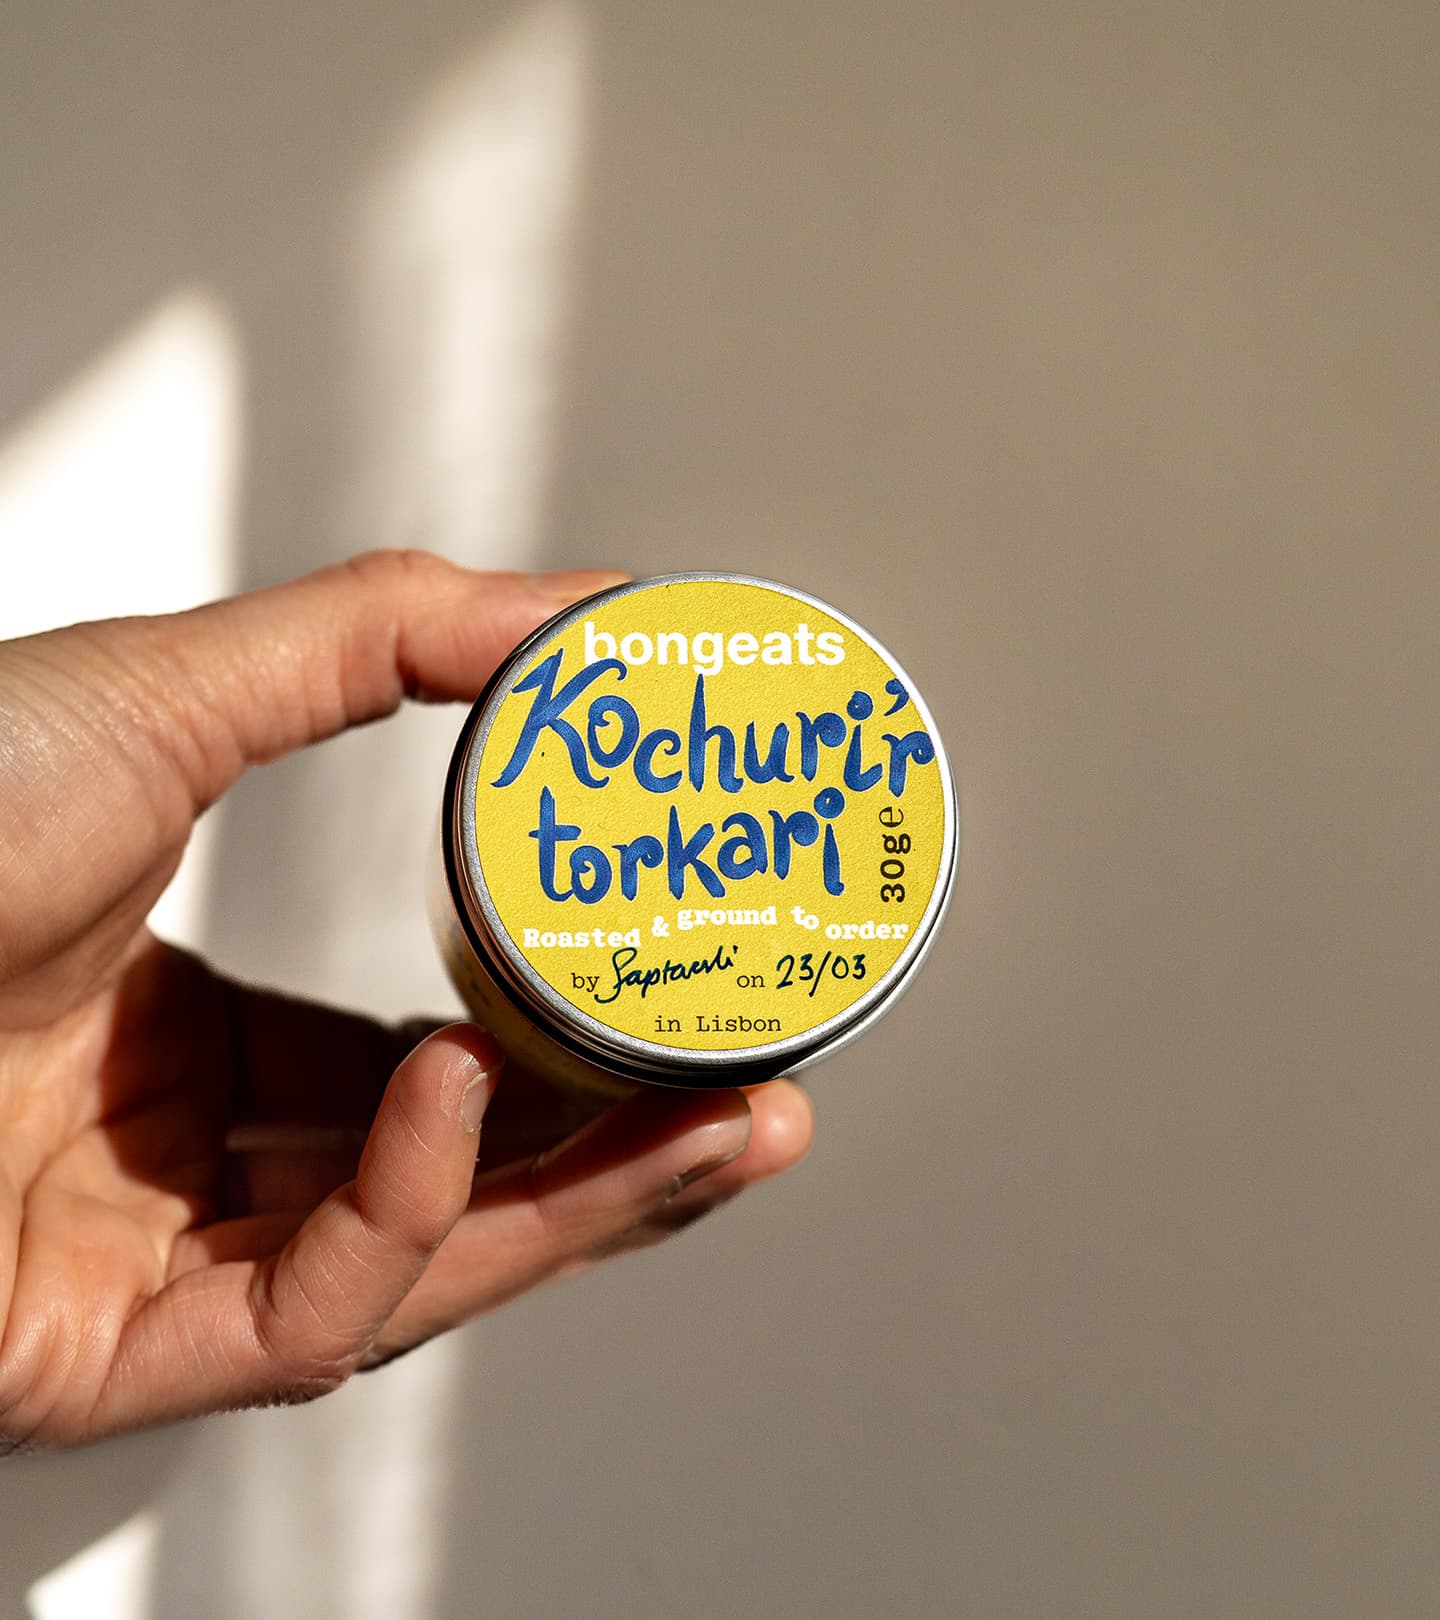 bongeats
Kochuri'r
torkari
30g℮
Roasted & ground to order
by Saptarshi on 23/03
in Lisbon